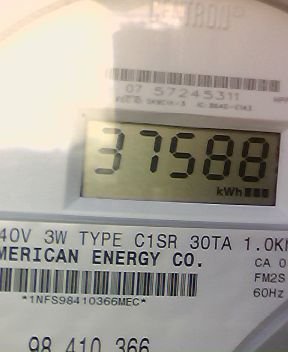 CENTRON®
07 57245311
37588
kWh
40V 3W TYPE C1SR 30TA 1.0K
MERICAN ENERGY CO.
CA 0
FM2S
60Hz
*1NFS98410366MEC*
98 410 366